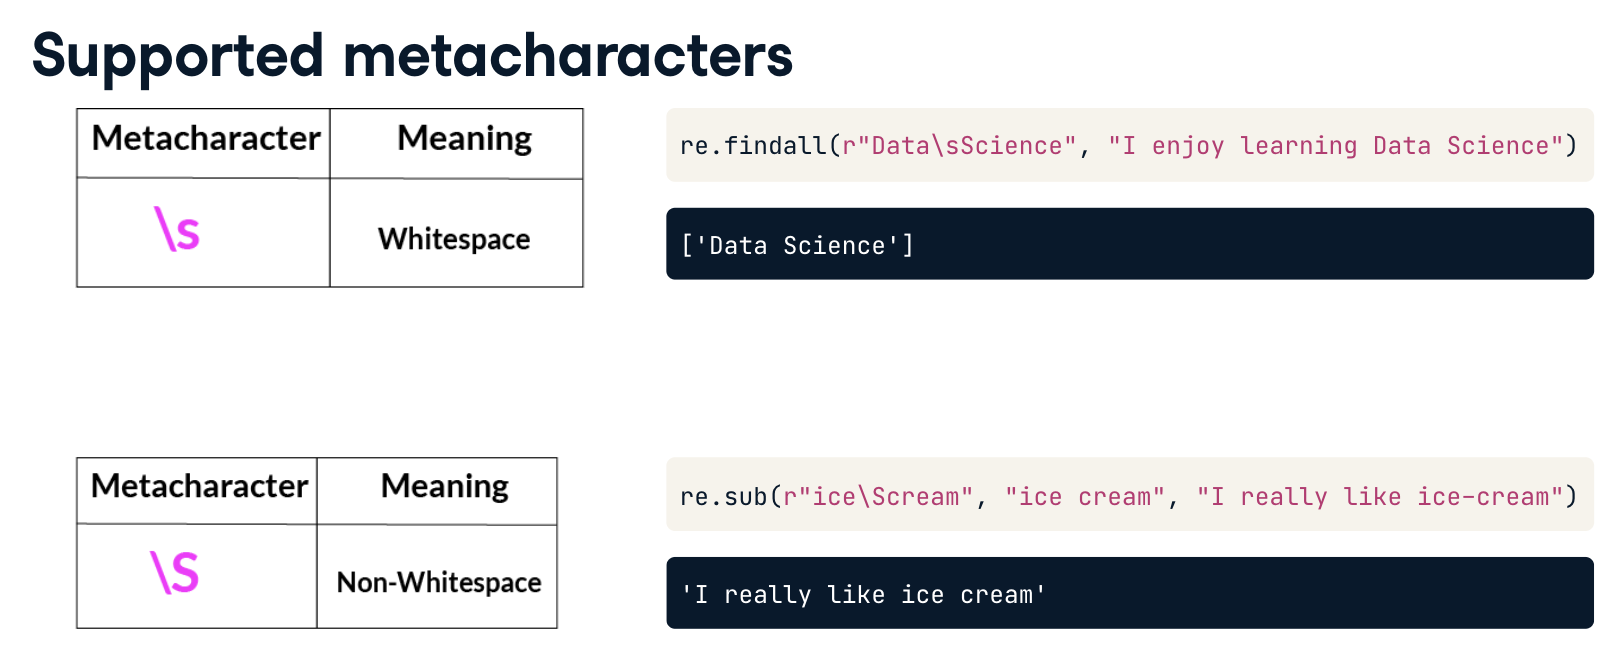 Supported metacharacters
Metacharacter Meaning
\s Whitespace
re.findall(r"Data\sScience", "I enjoy learning Data Science")
['Data Science']
Metacharacter Meaning
\S Non-Whitespace
re.sub(r"ice\Scream", "ice cream", "I really like ice-cream")
'I really like ice cream'